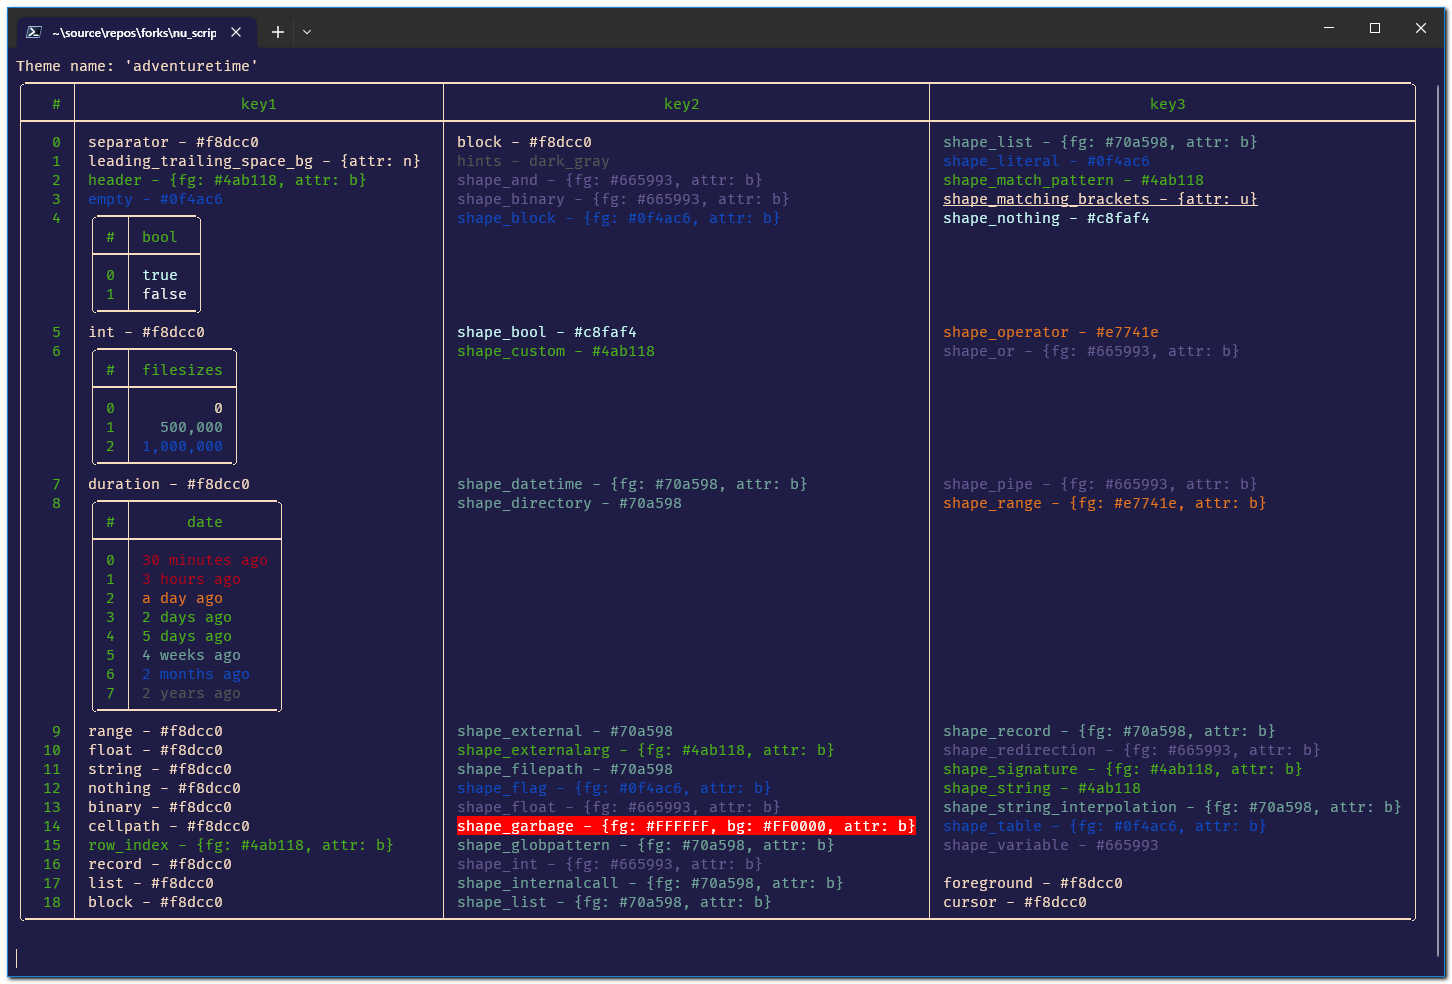 ~\source\repos\forks\nu_scrip
Theme name: 'adventuretime'
# key1 key2 key3
0 separator - #f8dcc0 block - #f8dcc0 shape_list - {fg: #70a598, attr: b}
1 leading_trailing_space_bg - {attr: n} hints - dark_gray shape_literal - #0f4ac6
2 header - {fg: #4ab118, attr: b} shape_and - {fg: #665993, attr: b} shape_match_pattern - #4ab118
3 empty - #0f4ac6 shape_binary - {fg: #665993, attr: b} shape_matching_brackets - {attr: u}
4 shape_block - {fg: #0f4ac6, attr: b} shape_nothing - #c8faf4
# bool
0 true
1 false
5 int - #f8dcc0 shape_bool - #c8faf4 shape_operator - #e7741e
6 shape_custom - #4ab118 shape_or - {fg: #665993, attr: b}
# filesizes
0 0
1 500,000
2 1,000,000
7 duration - #f8dcc0 shape_datetime - {fg: #70a598, attr: b} shape_pipe - {fg: #665993, attr: b}
8 shape_directory - #70a598 shape_range - {fg: #e7741e, attr: b}
# date
0 30 minutes ago
1 3 hours ago
2 a day ago
3 2 days ago
4 5 days ago
5 4 weeks ago
6 2 months ago
7 2 years ago
9 range - #f8dcc0 shape_external - #70a598 shape_record - {fg: #70a598, attr: b}
10 float - #f8dcc0 shape_externalarg - {fg: #4ab118, attr: b} shape_redirection - {fg: #665993, attr: b}
11 string - #f8dcc0 shape_filepath - #70a598 shape_signature - {fg: #4ab118, attr: b}
12 nothing - #f8dcc0 shape_flag - {fg: #0f4ac6, attr: b} shape_string - #4ab118
13 binary - #f8dcc0 shape_float - {fg: #665993, attr: b} shape_string_interpolation - {fg: #70a598, attr: b}
14 cellpath - #f8dcc0 shape_garbage - {fg: #FFFFFF, bg: #FF0000, attr: b} shape_table - {fg: #0f4ac6, attr: b}
15 row_index - {fg: #4ab118, attr: b} shape_globpattern - {fg: #70a598, attr: b} shape_variable - #665993
16 record - #f8dcc0 shape_int - {fg: #665993, attr: b}
17 list - #f8dcc0 shape_internalcall - {fg: #70a598, attr: b} foreground - #f8dcc0
18 block - #f8dcc0 shape_list - {fg: #70a598, attr: b} cursor - #f8dcc0